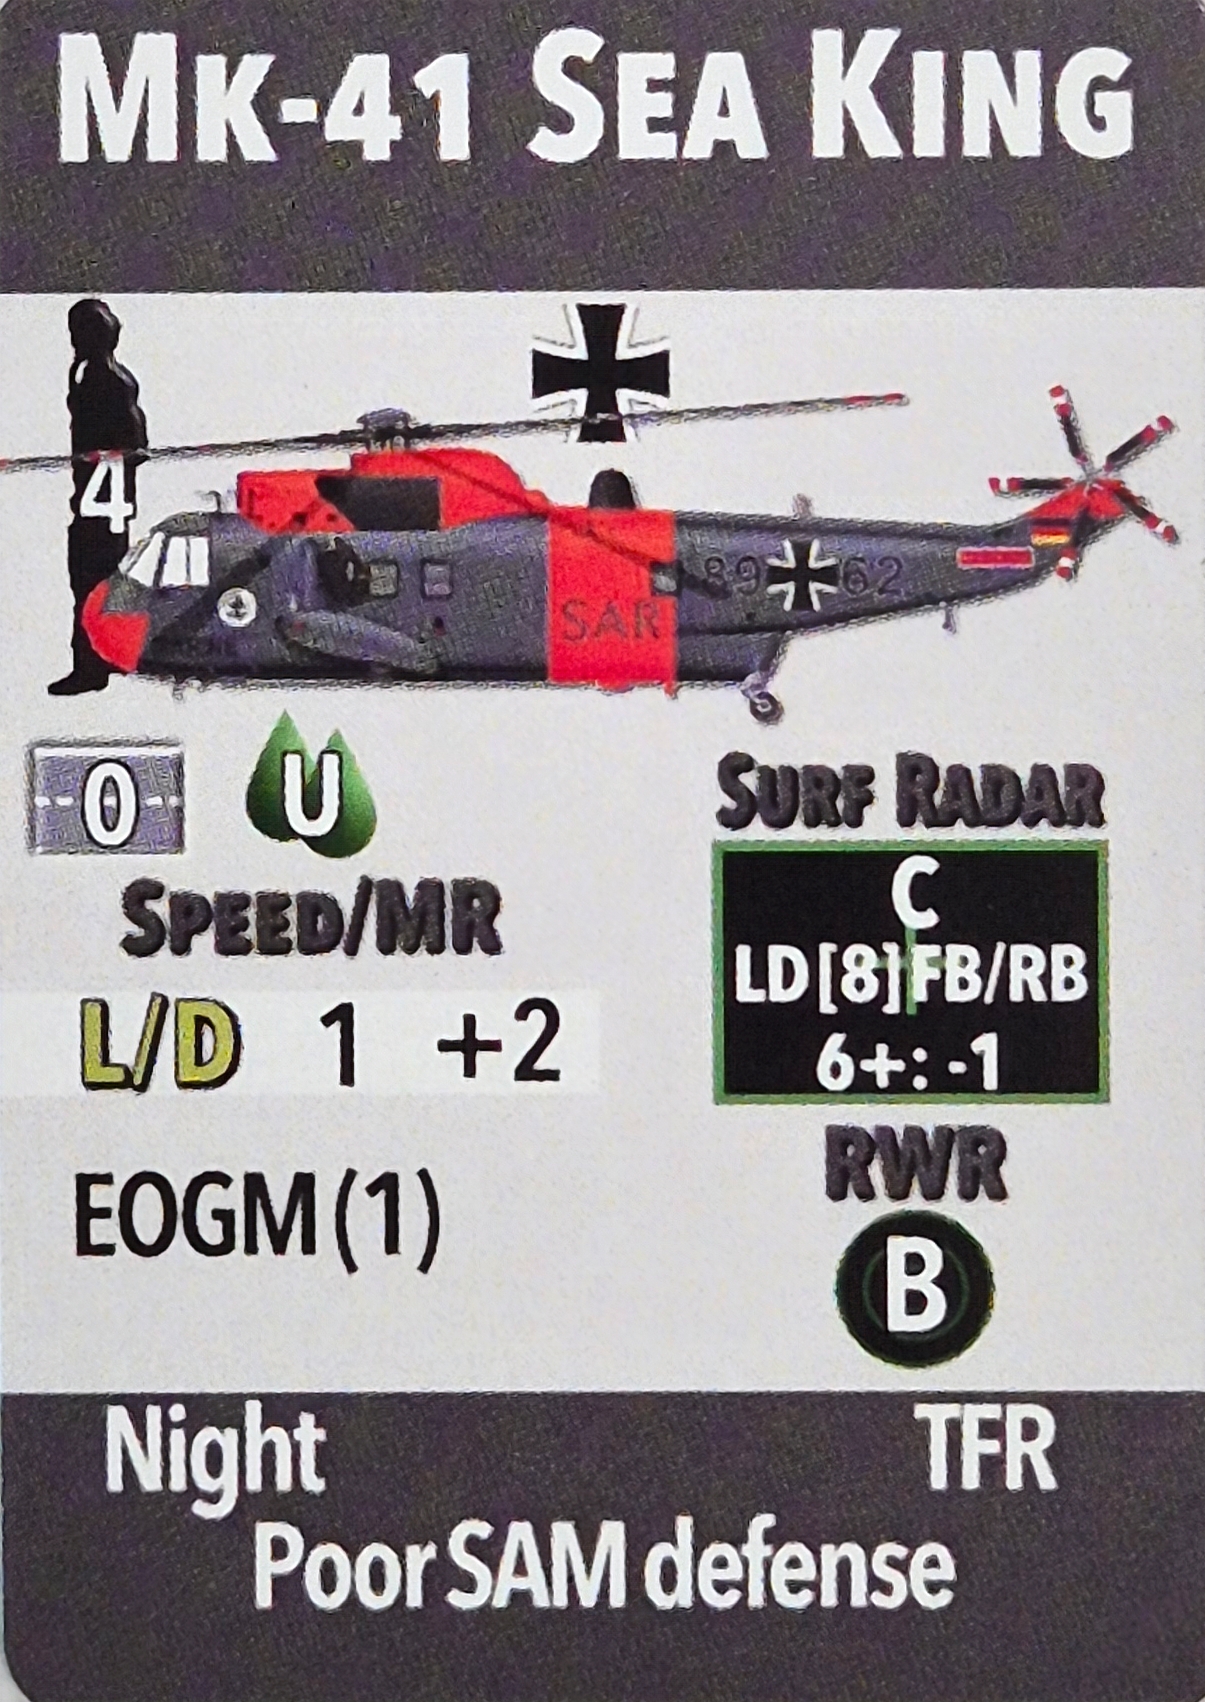 MK-41 SEA KING
4
SAR
89 62
0
U
SURF RADAR
C
LD[8]FB/RB
6+: -1
SPEED/MR
L/D 1 +2
RWR
B
EOGM(1)
Night
TFR
Poor SAM defense